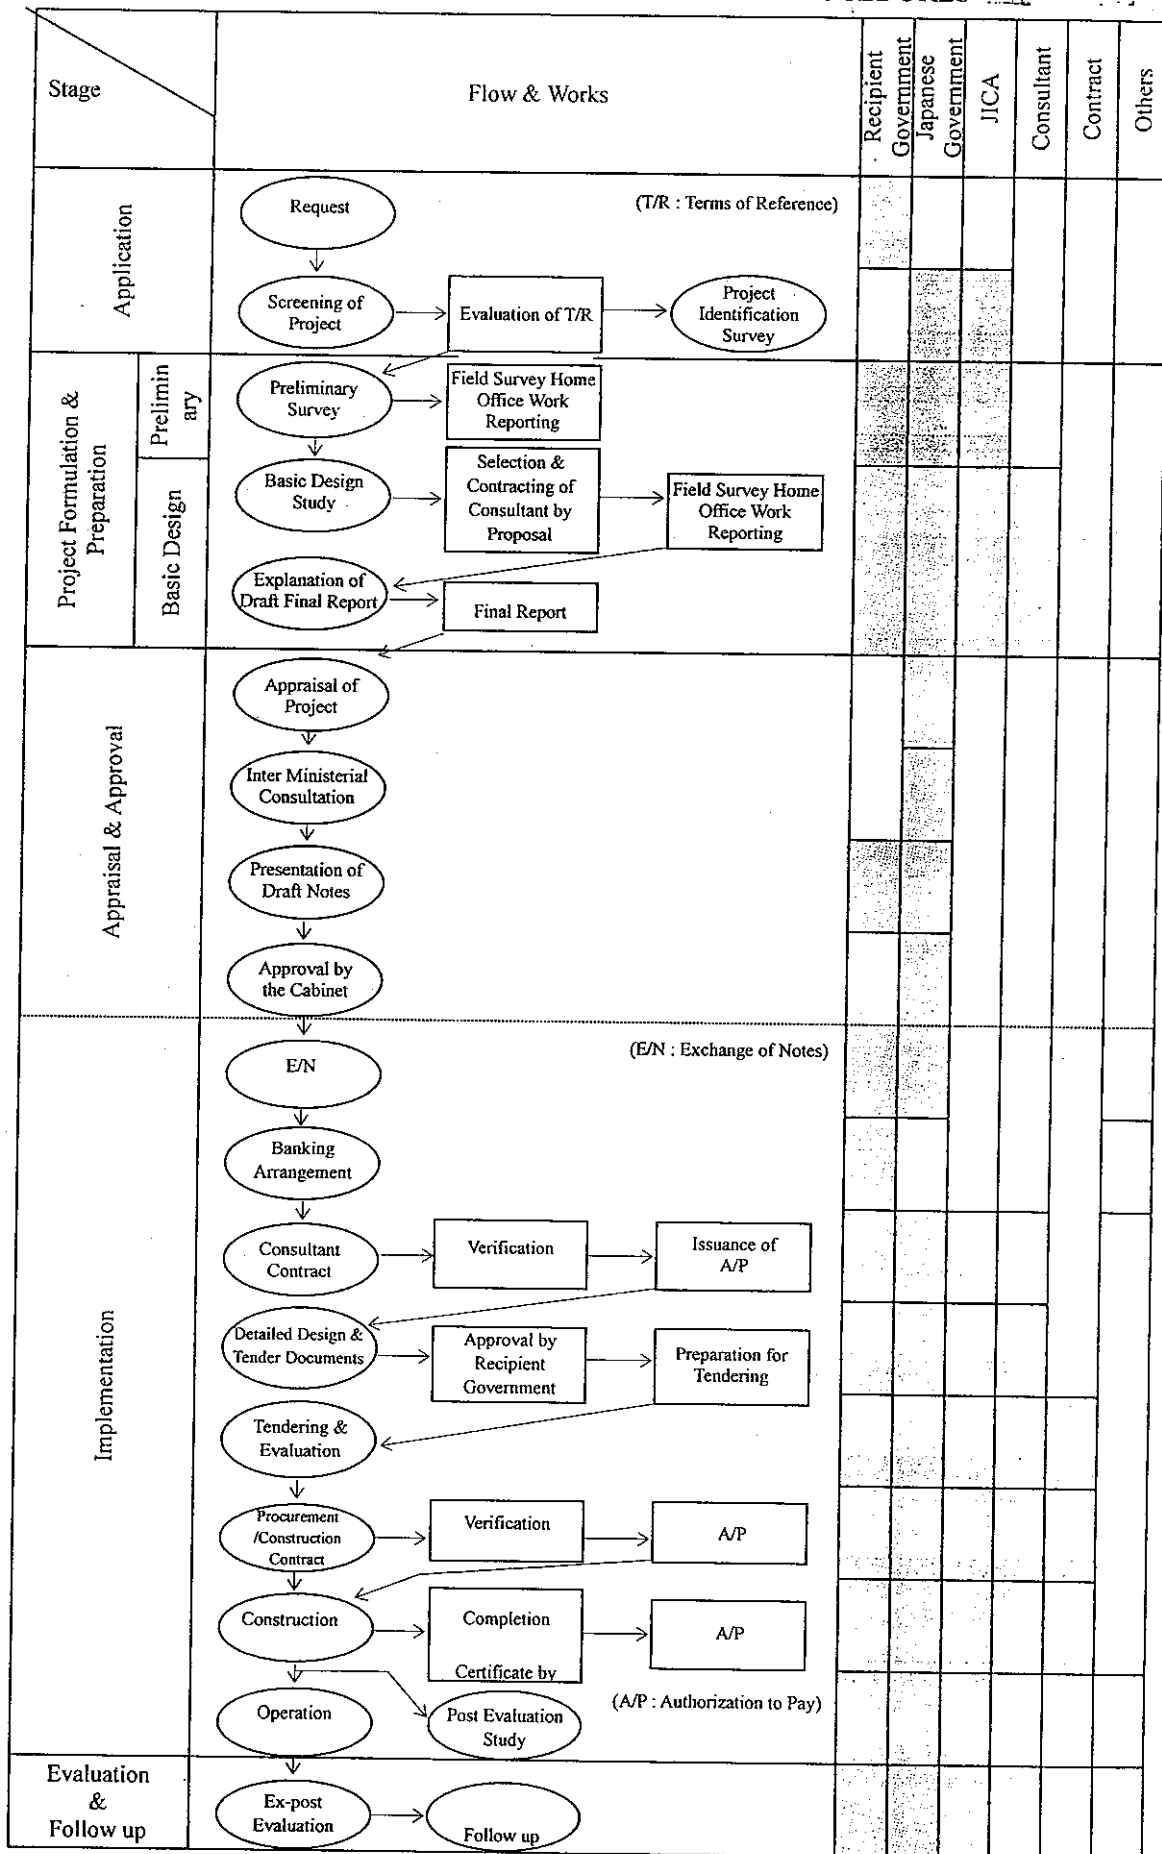 Stage
Flow & Works
Recipient
Government
Japanese
Government
JICA
Consultant
Contract
Others
Application
Request
(T/R : Terms of Reference)
Screening of
Project
Evaluation of T/R
Project
Identification
Survey
Project Formulation &
Preparation
Prelimin
ary
Preliminary
Survey
Field Survey Home
Office Work
Reporting
Basic Design
Basic Design
Study
Selection &
Contracting of
Consultant by
Proposal
Field Survey Home
Office Work
Reporting
Explanation of
Draft Final Report
Final Report
Appraisal & Approval
Appraisal of
Project
Inter Ministerial
Consultation
Presentation of
Draft Notes
Approval by
the Cabinet
Implementation
E/N
(E/N : Exchange of Notes)
Banking
Arrangement
Consultant
Contract
Verification
Issuance of
A/P
Detailed Design &
Tender Documents
Approval by
Recipient
Government
Preparation for
Tendering
Tendering &
Evaluation
Procurement
/Construction
Contract
Verification
A/P
Construction
Completion
Certificate by
A/P
Operation
Post Evaluation
Study
(A/P : Authorization to Pay)
Evaluation
&
Follow up
Ex-post
Evaluation
Follow up